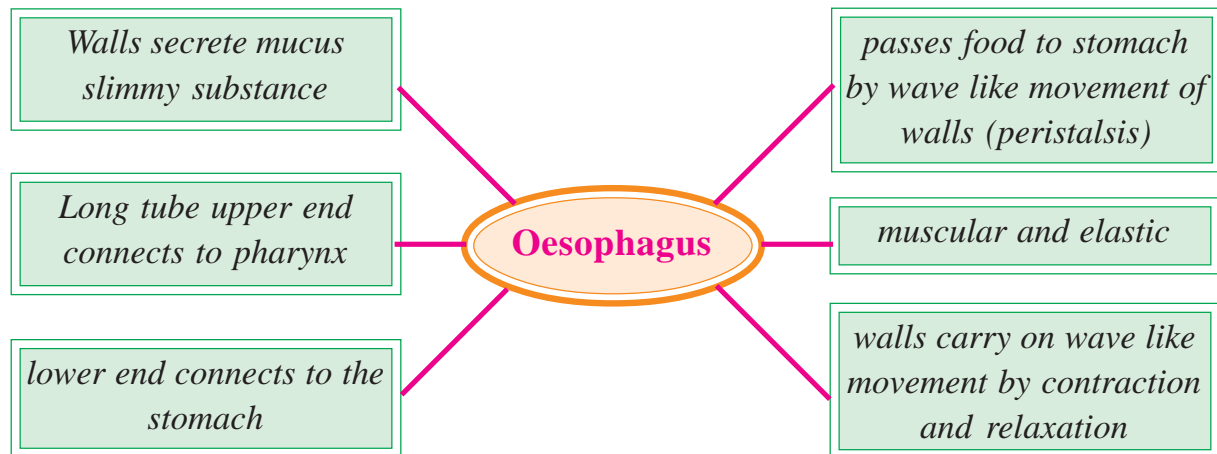 Walls secrete mucus
slimmy substance
Long tube upper end
connects to pharynx
lower end connects to the
stomach
Oesophagus
passes food to stomach
by wave like movement of
walls (peristalsis)
muscular and elastic
walls carry on wave like
movement by contraction
and relaxation